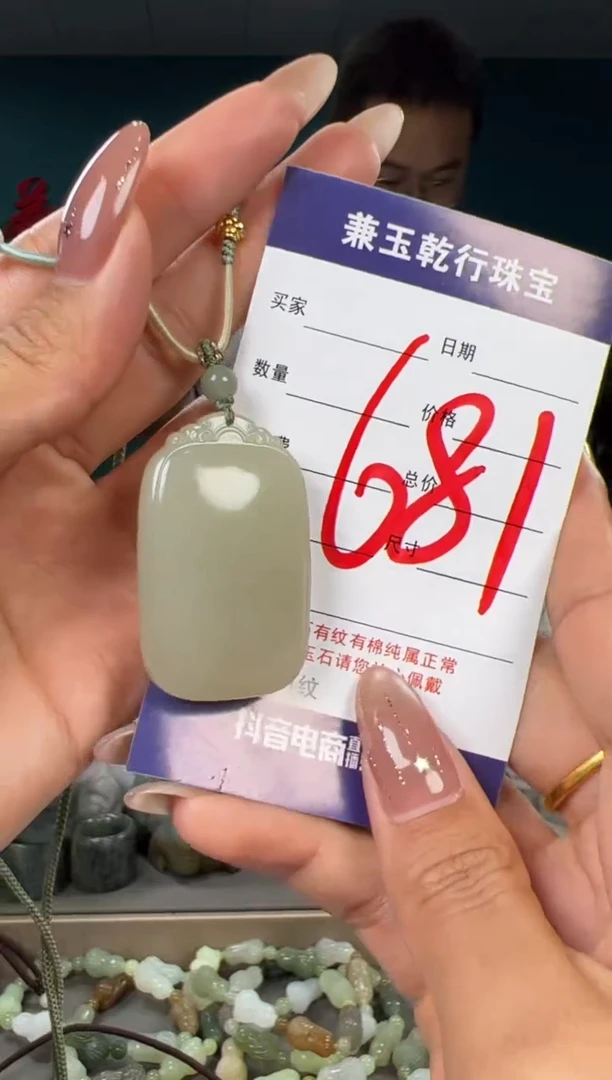 兼玉乾行珠宝
买家
日期
数量
价格
总价
尺寸
681
有纹有棉纯属正常
玉石请您 佩戴
纹
抖音电商直播